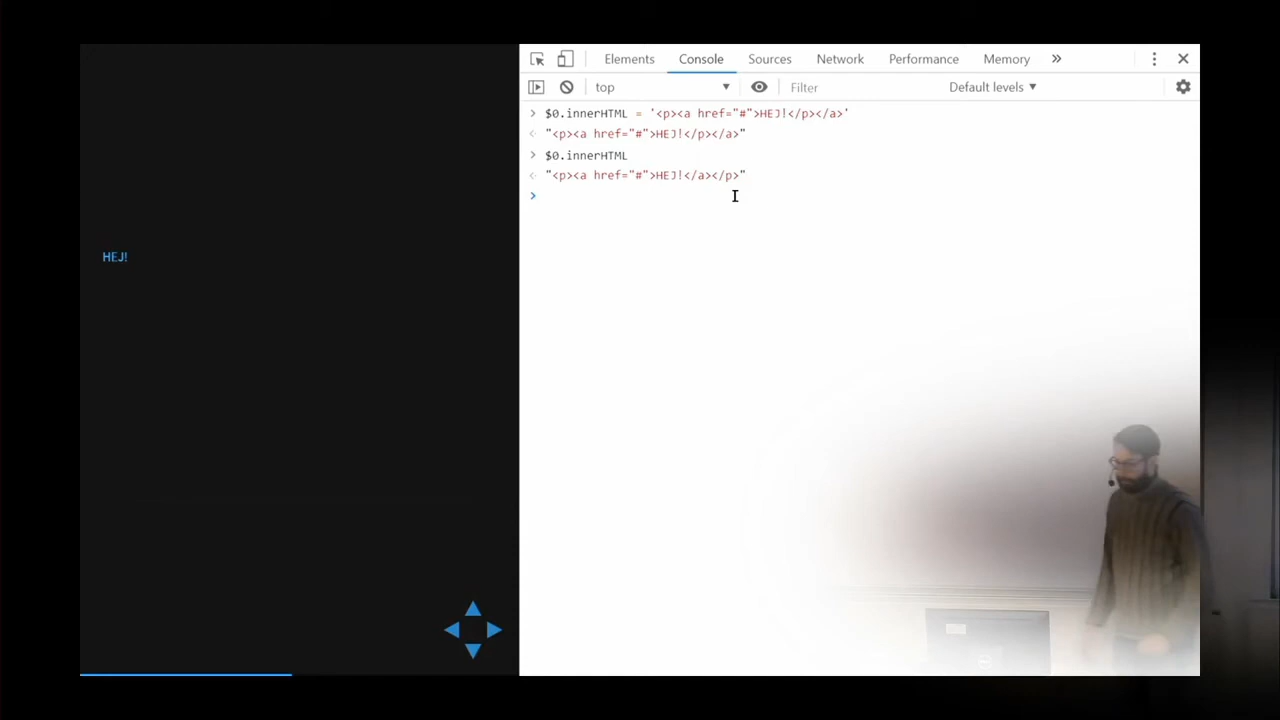 Elements Console Sources Network Performance Memory »
top Filter Default levels
> $0.innerHTML = '<p><a href="#">HEJ!</p></a>'
"<p><a href="#">HEJ!</p></a>"
> $0.innerHTML
"<p><a href="#">HEJ!</a></p>"
>
HEJ!